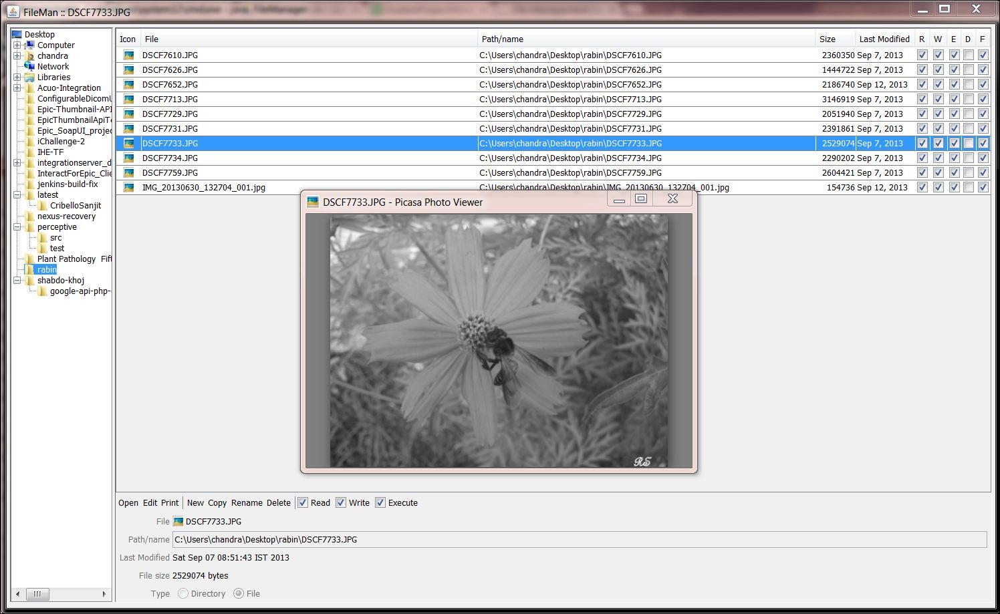 FileMan :: DSCF7733.JPG
Desktop
Computer
chandra
Network
Libraries
Acuo-Integration
ConfigurableDicomU
Epic-Thumbnail-API
EpicThumbnailApiTe
Epic_SoapUI_projec
iChallenge-2
IHE-TF
integrationserver_d
InteractForEpic_Clie
jenkins-build-fix
latest
CribelloSanjit
nexus-recovery
perceptive
src
test
Plant Pathology Fift
rabin
shabdo-khoj
google-api-php-
Icon File Path/name Size Last Modified R W E D F
DSCF7610.JPG C:\Users\chandra\Desktop\rabin\DSCF7610.JPG 2360350 Sep 7, 2013
DSCF7626.JPG C:\Users\chandra\Desktop\rabin\DSCF7626.JPG 1444722 Sep 7, 2013
DSCF7652.JPG C:\Users\chandra\Desktop\rabin\DSCF7652.JPG 2186740 Sep 12, 2013
DSCF7713.JPG C:\Users\chandra\Desktop\rabin\DSCF7713.JPG 3146919 Sep 7, 2013
DSCF7729.JPG C:\Users\chandra\Desktop\rabin\DSCF7729.JPG 2051940 Sep 7, 2013
DSCF7731.JPG C:\Users\chandra\Desktop\rabin\DSCF7731.JPG 2391861 Sep 7, 2013
DSCF7733.JPG C:\Users\chandra\Desktop\rabin\DSCF7733.JPG 2529074 Sep 7, 2013
DSCF7734.JPG C:\Users\chandra\Desktop\rabin\DSCF7734.JPG 2290202 Sep 7, 2013
DSCF7759.JPG C:\Users\chandra\Desktop\rabin\DSCF7759.JPG 2604421 Sep 7, 2013
IMG_20130630_132704_001.jpg C:\Users\chandra\Desktop\rabin\IMG_20130630_132704_001.jpg 154736 Sep 12, 2013
DSCF7733.JPG - Picasa Photo Viewer
RS
Open Edit Print New Copy Rename Delete Read Write Execute
File DSCF7733.JPG
Path/name C:\Users\chandra\Desktop\rabin\DSCF7733.JPG
Last Modified Sat Sep 07 08:51:43 IST 2013
File size 2529074 bytes
Type Directory File